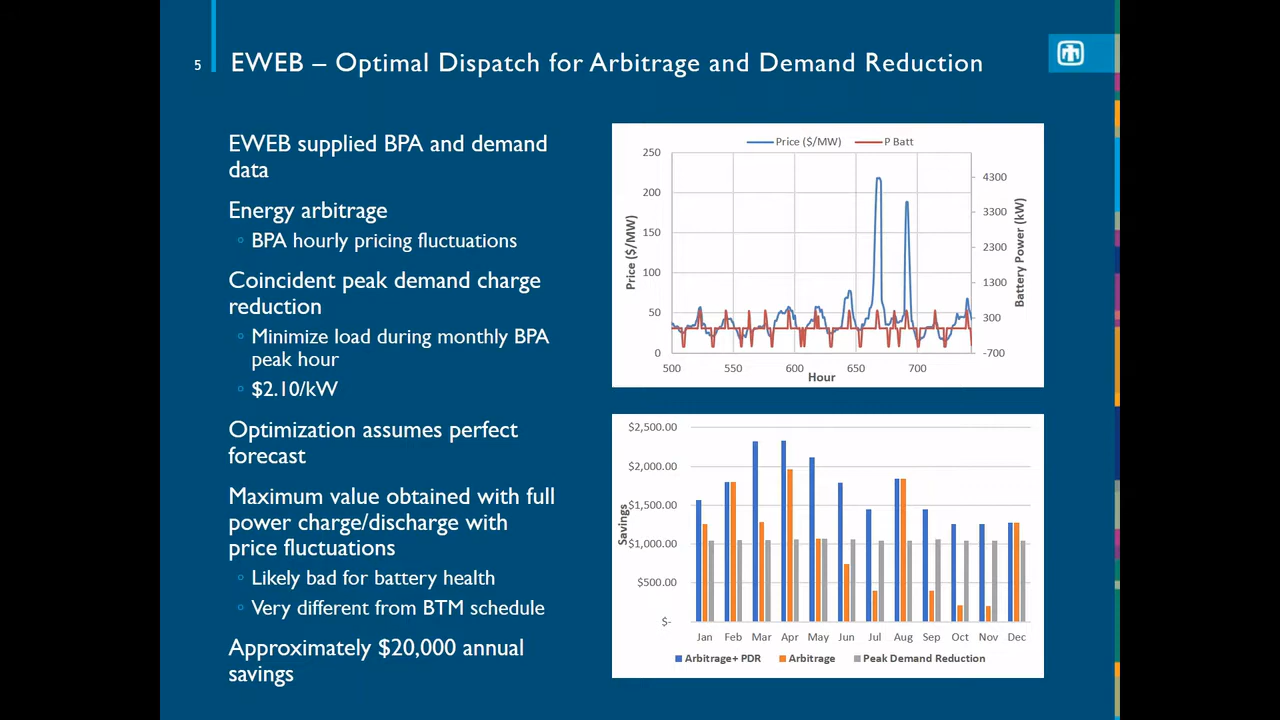 5
EWEB – Optimal Dispatch for Arbitrage and Demand Reduction
EWEB supplied BPA and demand
data
Energy arbitrage
◦ BPA hourly pricing fluctuations
Coincident peak demand charge
reduction
◦ Minimize load during monthly BPA
peak hour
◦ $2.10/kW
Optimization assumes perfect
forecast
Maximum value obtained with full
power charge/discharge with
price fluctuations
◦ Likely bad for battery health
◦ Very different from BTM schedule
Approximately $20,000 annual
savings
Price ($/MW) P Batt
250
200
150
100
50
0
Price ($/MW)
4300
3300
2300
1300
300
-700
Battery Power (kW)
500 550 600 650 700
Hour
$2,500.00
$2,000.00
$1,500.00
$1,000.00
$500.00
$-
Savings
Jan Feb Mar Apr May Jun Jul Aug Sep Oct Nov Dec
Arbitrage+ PDR Arbitrage Peak Demand Reduction